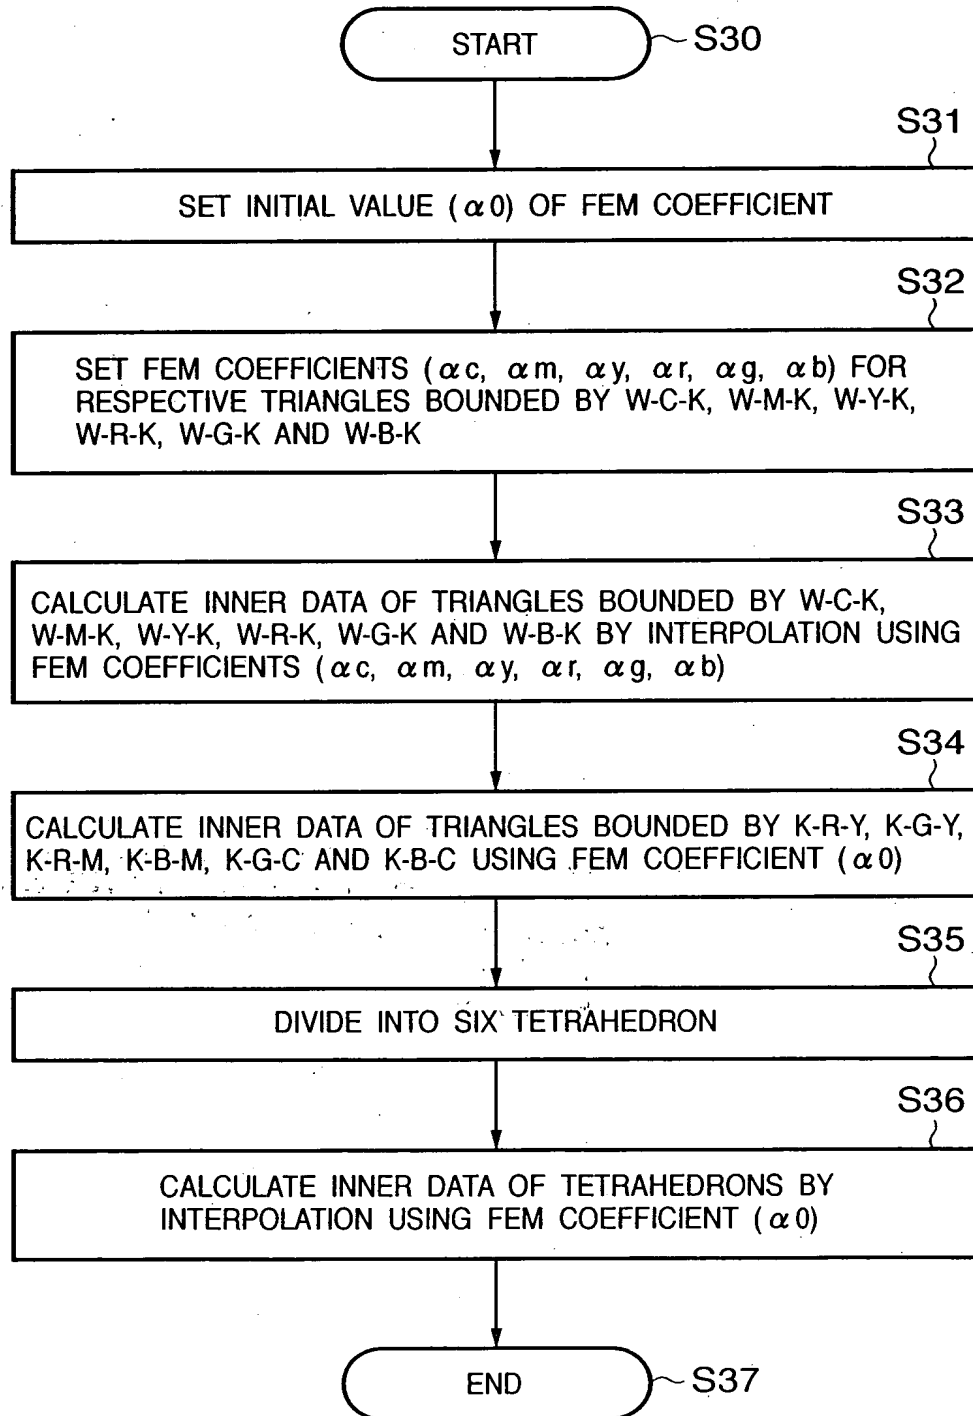 START
S30
S31
SET INITIAL VALUE (α0) OF FEM COEFFICIENT
S32
SET FEM COEFFICIENTS (αc, αm, αy, αr, αg, αb) FOR
RESPECTIVE TRIANGLES BOUNDED BY W-C-K, W-M-K, W-Y-K,
W-R-K, W-G-K AND W-B-K
S33
CALCULATE INNER DATA OF TRIANGLES BOUNDED BY W-C-K,
W-M-K, W-Y-K, W-R-K, W-G-K AND W-B-K BY INTERPOLATION USING
FEM COEFFICIENTS (αc, αm, αy, αr, αg, αb)
S34
CALCULATE INNER DATA OF TRIANGLES BOUNDED BY K-R-Y, K-G-Y,
K-R-M, K-B-M, K-G-C AND K-B-C USING FEM COEFFICIENT (α0)
S35
DIVIDE INTO SIX TETRAHEDRON
S36
CALCULATE INNER DATA OF TETRAHEDRONS BY
INTERPOLATION USING FEM COEFFICIENT (α0)
END
S37